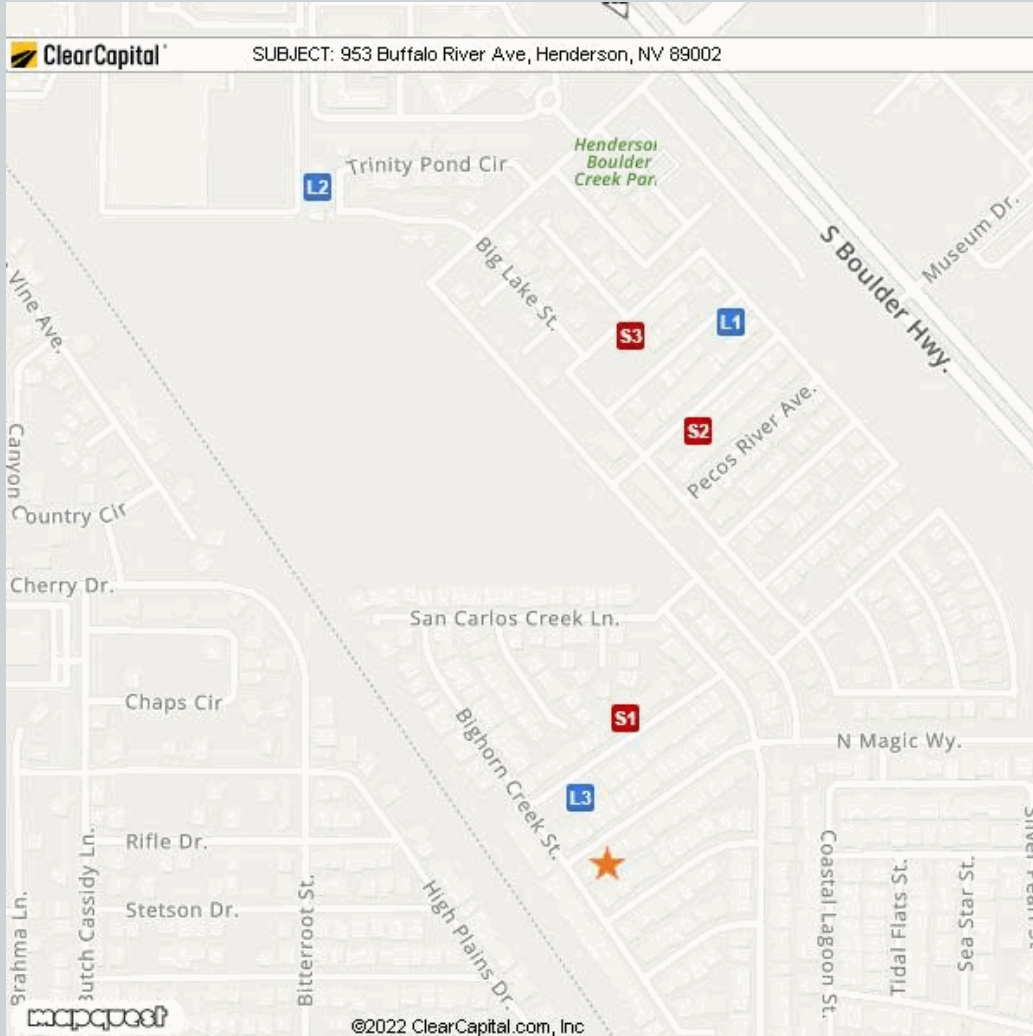 ClearCapital
SUBJECT: 953 Buffalo River Ave, Henderson, NV 89002
Trinity Pond Cir
Henderson
Boulder
Creek Par
L2
Museum Dr.
S Boulder Hwy.
Big Lake St.
Vine Ave.
L1
S3
S2
Pecos River Ave.
Canyon C
Country Cir
Cherry Dr.
San Carlos Creek Ln.
Chaps Cir
S1
Bighorn Creek St.
N Magic Wy.
L3
Rifle Dr.
Butch Cassidy Ln.
Stetson Dr.
Bitterroot St.
High Plains Dr.
Brahma Ln.
Coastal Lagoon St.
Tidal Flats St.
Sea Star St.
mapquest
©2022 ClearCapital.com, Inc